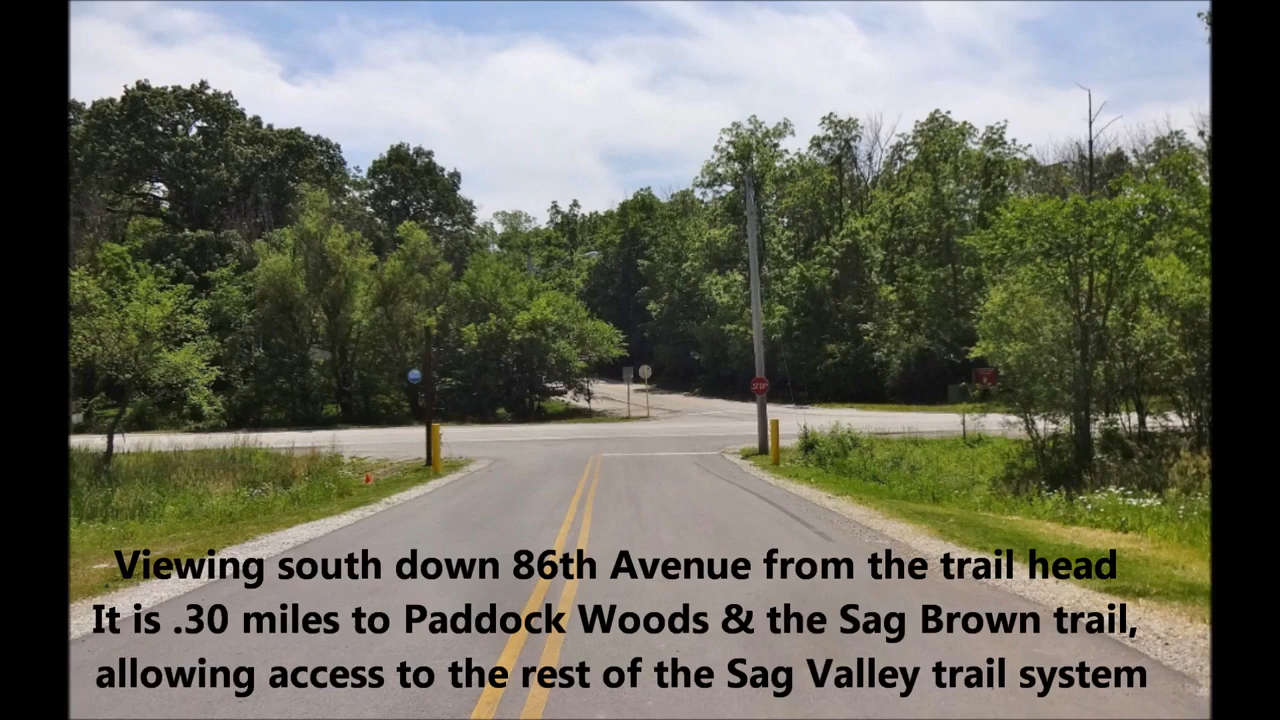 STOP
Viewing south down 86th Avenue from the trail head
It is .30 miles to Paddock Woods & the Sag Brown trail,
allowing access to the rest of the Sag Valley trail system